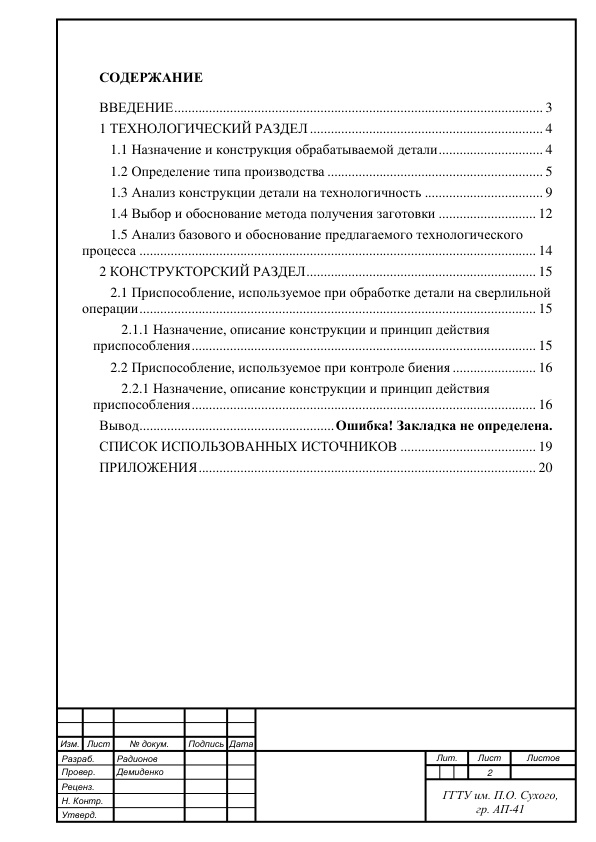 СОДЕРЖАНИЕ
ВВЕДЕНИЕ.......... 3
1 ТЕХНОЛОГИЧЕСКИЙ РАЗДЕЛ.......... 4
1.1 Назначение и конструкция обрабатываемой детали.......... 4
1.2 Определение типа производства .......... 5
1.3 Анализ конструкции детали на технологичность .......... 9
1.4 Выбор и обоснование метода получения заготовки .......... 12
1.5 Анализ базового и обоснование предлагаемого технологического
процесса .......... 14
2 КОНСТРУКТОРСКИЙ РАЗДЕЛ.......... 15
2.1 Приспособление, используемое при обработке детали на сверлильной
операции.......... 15
2.1.1 Назначение, описание конструкции и принцип действия
приспособления.......... 15
2.2 Приспособление, используемое при контроле биения .......... 16
2.2.1 Назначение, описание конструкции и принцип действия
приспособления.......... 16
Вывод.......... Ошибка! Закладка не определена.
СПИСОК ИСПОЛЬЗОВАННЫХ ИСТОЧНИКОВ .......... 19
ПРИЛОЖЕНИЯ.......... 20
Изм. Лист № докум. Подпись Дата
Разраб. Радионов
Провер. Демиденко
Реценз.
Н. Контр.
Утверд.
Лит. Лист Листов
2
ГГТУ им. П.О. Сухого,
гр. АП-41